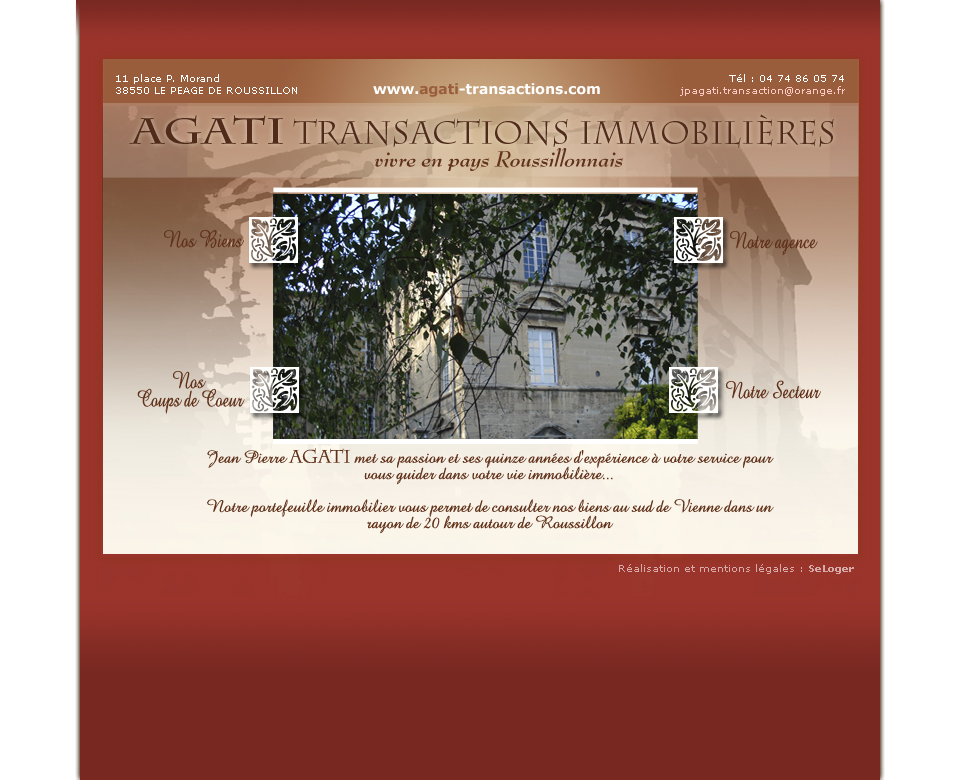 11 place P. Morand
38550 LE PEAGE DE ROUSSILLON
www.agati-transactions.com
Tél : 04 74 86 05 74
jpagati.transaction@orange.fr
AGATI TRANSACTIONS IMMOBILIÈRES
vivre en pays Roussillonnais
Nos Biens
Notre agence
Nos
Coups de Coeur
Notre Secteur
Jean Pierre AGATI met sa passion et ses quinze années d'expérience à votre service pour
vous guider dans votre vie immobilière...
Notre portefeuille immobilier vous permet de consulter nos biens au sud de Vienne dans un
rayon de 20 kms autour de Roussillon
Réalisation et mentions légales : SeLoger